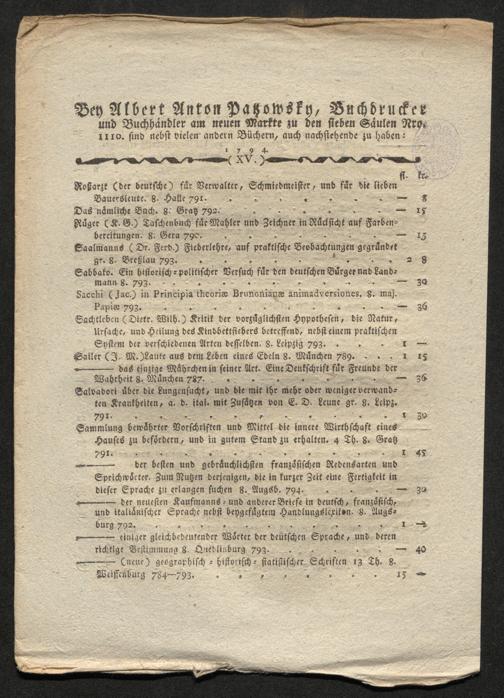 Bey Albert Anton Patzowsky, Buchdrucker
und Buchhändler am neuen Markte zu den sieben Säulen Nro.
1110. sind nebst vielen andern Büchern, auch nachstehende zu haben:
1794.
(XV.)
fl. kr.
Roßarzt (der deutsche) für Verwalter, Schmiedmeister, und für die lieben
Bauersleute. 8. Halle 791. . . . . . . — 8
Das nämliche Buch. 8. Gratz 792. . . . . . . — 15
Rüger (K. G.) Taschenbuch für Mahler und Zeichner in Rücksicht auf Farben-
bereitungen. 8. Gera 790. . . . . . . — 15
Saalmanns (Dr. Ferd.) Fieberlehre, auf praktische Beobachtungen gegründet
gr. 8. Breßlau 793. . . . . . . 2 8
Sabbato. Ein historisch-politischer Versuch für den deutschen Bürger und Land-
mann 8. 793. . . . . . . — 30
Sacchi (Jac.) in Principia theoriæ Brunonianæ animadversiones. 8. maj.
Papiæ 793. . . . . . . — 36
Sachtleben (Dietr. Wilh.) Kritik der vorzüglichsten Hypothesen, die Natur,
Ursache, und Heilung des Kindbettfiebers betreffend, nebst einem praktischen
System der verschiedenen Arten desselben. 8. Leipzig 793. . . 1 —
Sailer (J. M.) Laute aus dem Leben eines Edeln 8. München 789. . . . 1 15
—— das einzige Mährchen in seiner Art. Eine Denkschrift für Freunde der
Wahrheit 8. München 787. . . . . . . — 36
Salvadori über die Lungensucht, und die mit ihr mehr oder weniger verwand-
ten Krankheiten, a. d. ital. mit Zusätzen von E. D. Leune gr. 8. Leipz.
791. . . . . . . 1 30
Sammlung bewährter Vorschriften und Mittel die innere Wirthschaft eines
Hauses zu befördern, und in gutem Stand zu erhalten. 4 Th. 8. Gratz
791. . . . . . . 1 45
—— der besten und gebräuchlichsten französischen Redensarten und
Sprichwörter. Zum Nutzen derjenigen, die in kurzer Zeit eine Fertigkeit in
dieser Sprache zu erlangen suchen 8. Augsb. 794. . . . . — 30
—— der neuesten Kaufmanns, und anderer Briefe in deutsch, französisch,
und italiänischer Sprache nebst beygefügtem Handlungslexikon. 8. Augs-
burg 792. . . . . . . 1 —
—— einiger gleichbedeutender Wörter der deütschen Sprache, und deren
richtige Bestimmung 8. Quedlinburg 793. . . . . . — 40
—— (neue) geographisch-historisch-statistischer Schriften 13 Th. 8.
Weissenburg 784—793. . . . . . . 15 —